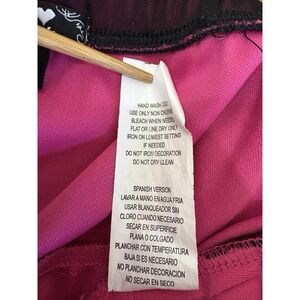 HAND WASH COLD
USE ONLY NON CHLORINE
BLEACH WHEN NEEDED
FLAT OR LINE DRY ONLY
IRON ON LOWEST SETTING
IF NEEDED
DO NOT IRON DECORATION
DO NOT DRY CLEAN
SPANISH VERSION
LAVAR A MANO EN AGUA FRIA
USAR BLANQUEADOR SIN
CLORO CUANDO NECESARIO
SECAR EN SUPERFICIE
PLANA O COLGADO
PLANCHAR CON TEMPERATURA
BAJA SI ES NECESARIO
NO PLANCHAR DECORACION
NO SECAR EN SECO